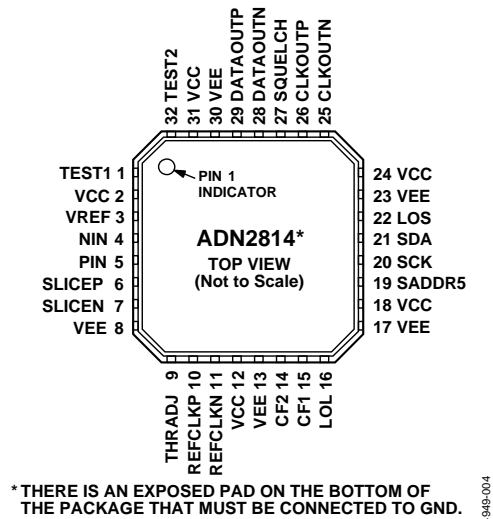 32 TEST2
31 VCC
30 VEE
29 DATAOUTP
28 DATAOUTN
27 SQUELCH
26 CLKOUTP
25 CLKOUTN
TEST1 1
VCC 2
VREF 3
NIN 4
PIN 5
SLICEP 6
SLICEN 7
VEE 8
PIN 1
INDICATOR
ADN2814*
TOP VIEW
(Not to Scale)
24 VCC
23 VEE
22 LOS
21 SDA
20 SCK
19 SADDR5
18 VCC
17 VEE
THRADJ 9
REFCLKP 10
REFCLKN 11
VCC 12
VEE 13
CF2 14
CF1 15
LOL 16
* THERE IS AN EXPOSED PAD ON THE BOTTOM OF
THE PACKAGE THAT MUST BE CONNECTED TO GND.